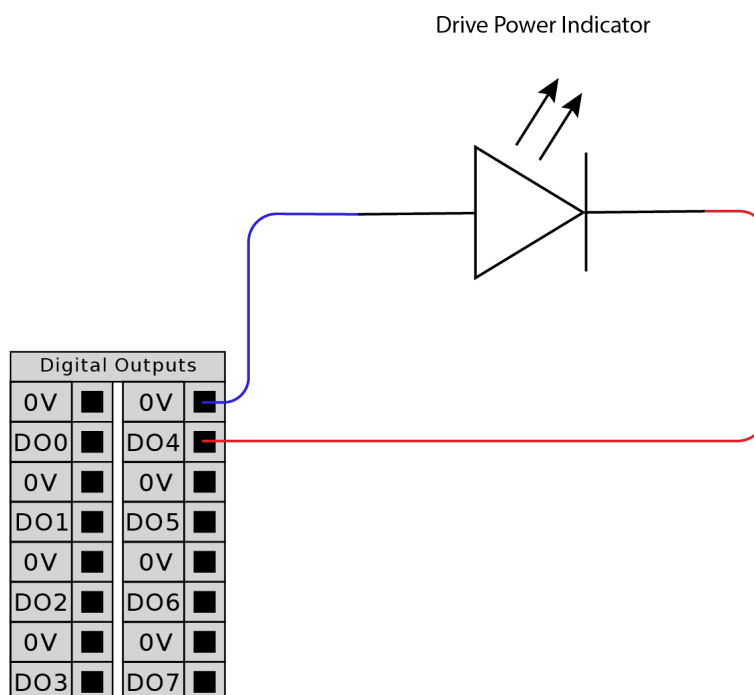 Drive Power Indicator
Digital Outputs
0V 0V
DO0 DO4
0V 0V
DO1 DO5
0V 0V
DO2 DO6
0V 0V
DO3 DO7